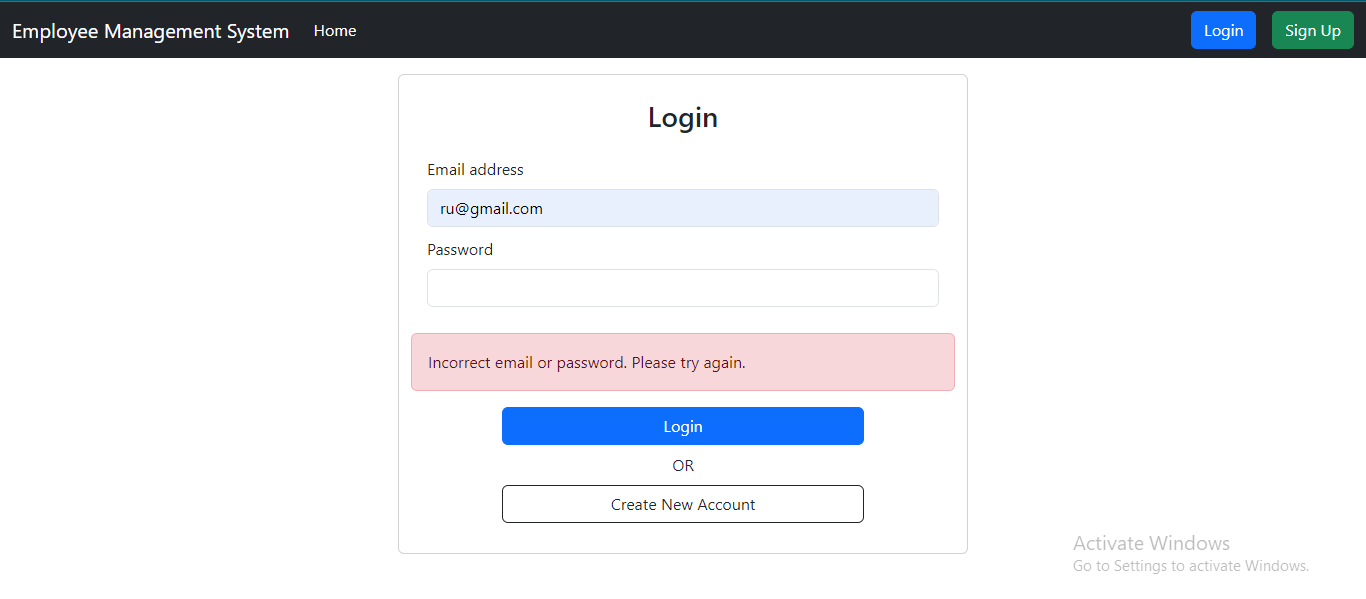 Employee Management System Home Login Sign Up
Login
Email address
ru@gmail.com
Password
Incorrect email or password. Please try again.
Login
OR
Create New Account
Activate Windows
Go to Settings to activate Windows.